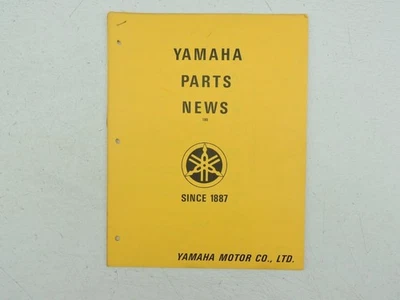 YAMAHA
PARTS
NEWS
SINCE 1887
YAMAHA MOTOR CO., LTD.